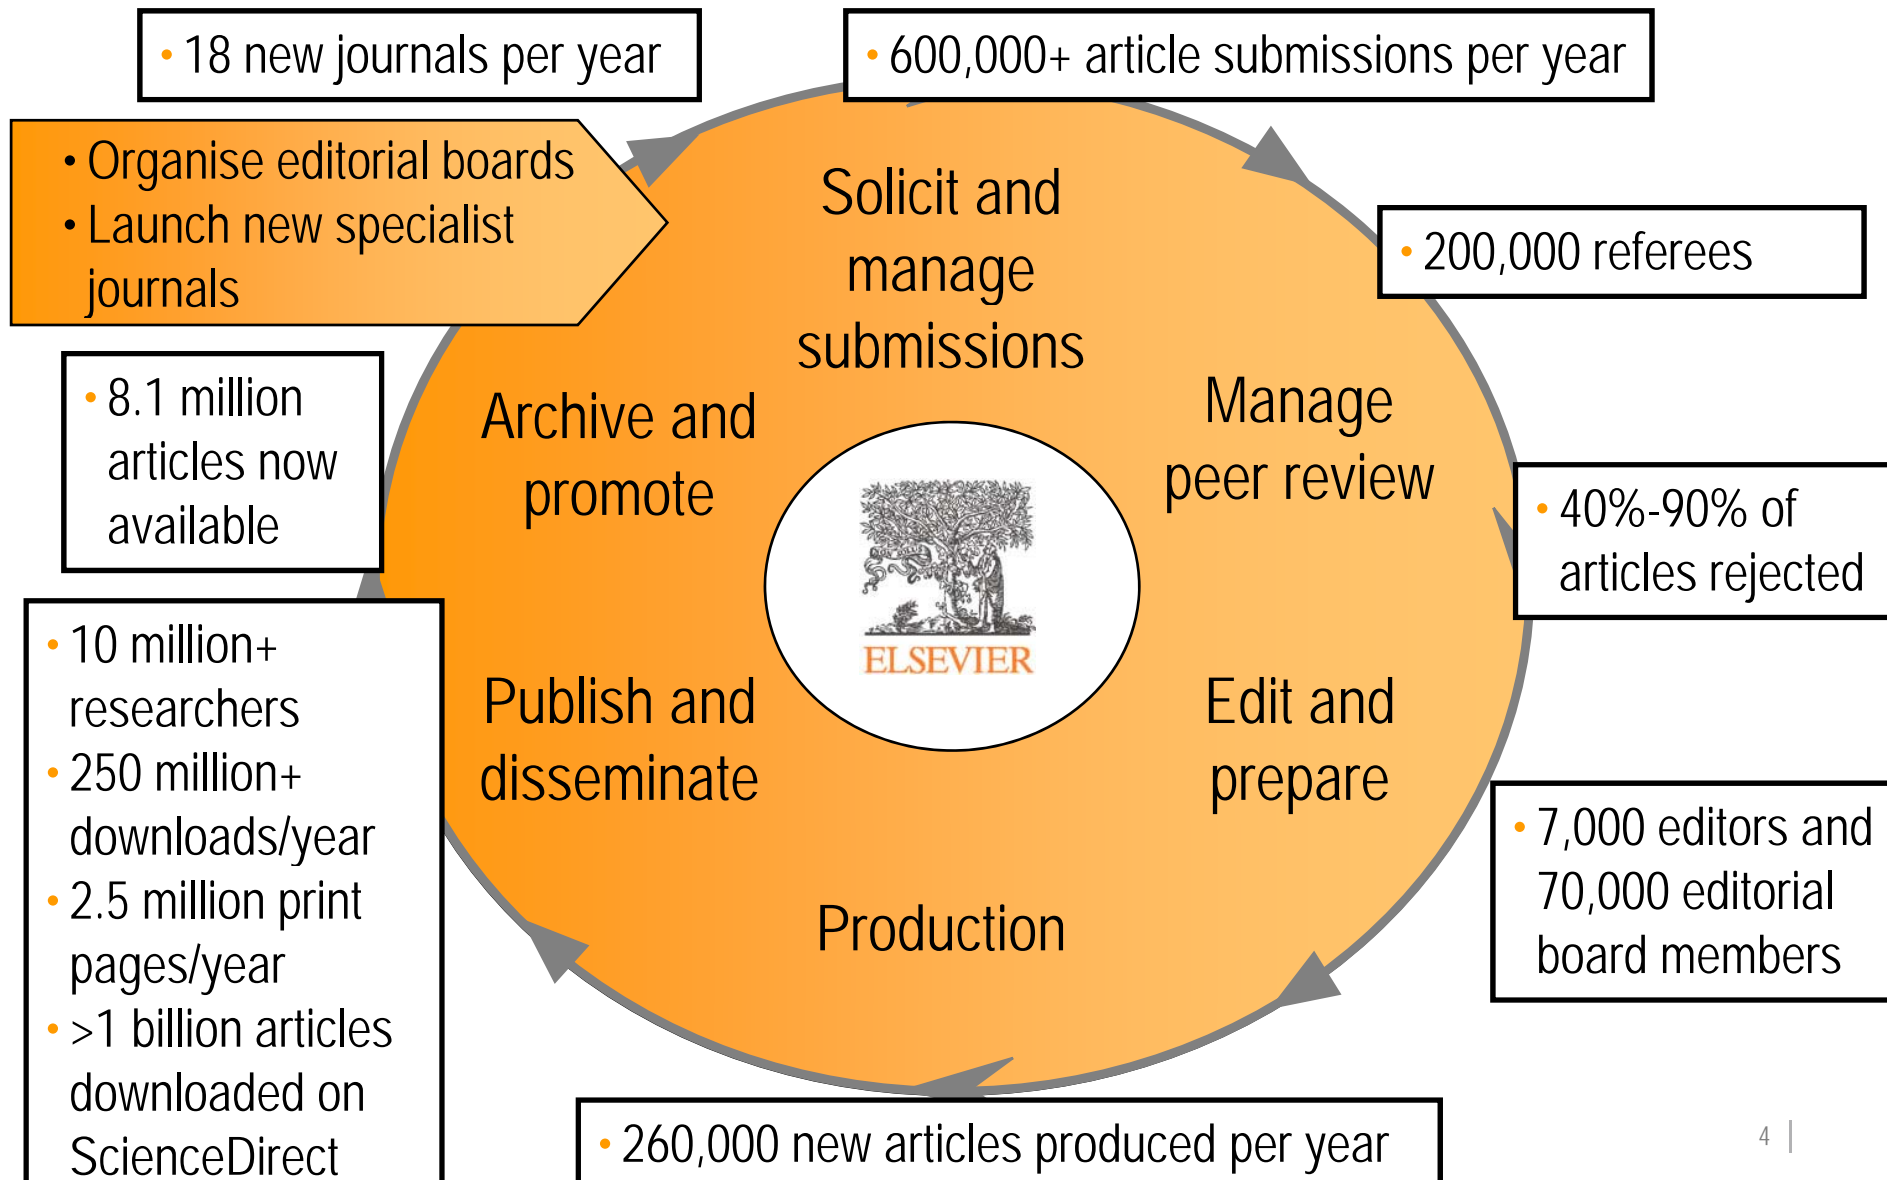 • 18 new journals per year
• 600,000+ article submissions per year
• Organise editorial boards
• Launch new specialist
journals
Solicit and
manage
submissions
• 200,000 referees
• 8.1 million
articles now
available
Archive and
promote
Manage
peer review
• 40%-90% of
articles rejected
ELSEVIER
• 10 million+
researchers
• 250 million+
downloads/year
• 2.5 million print
pages/year
• >1 billion articles
downloaded on
ScienceDirect
Publish and
disseminate
Edit and
prepare
• 7,000 editors and
70,000 editorial
board members
Production
• 260,000 new articles produced per year
4